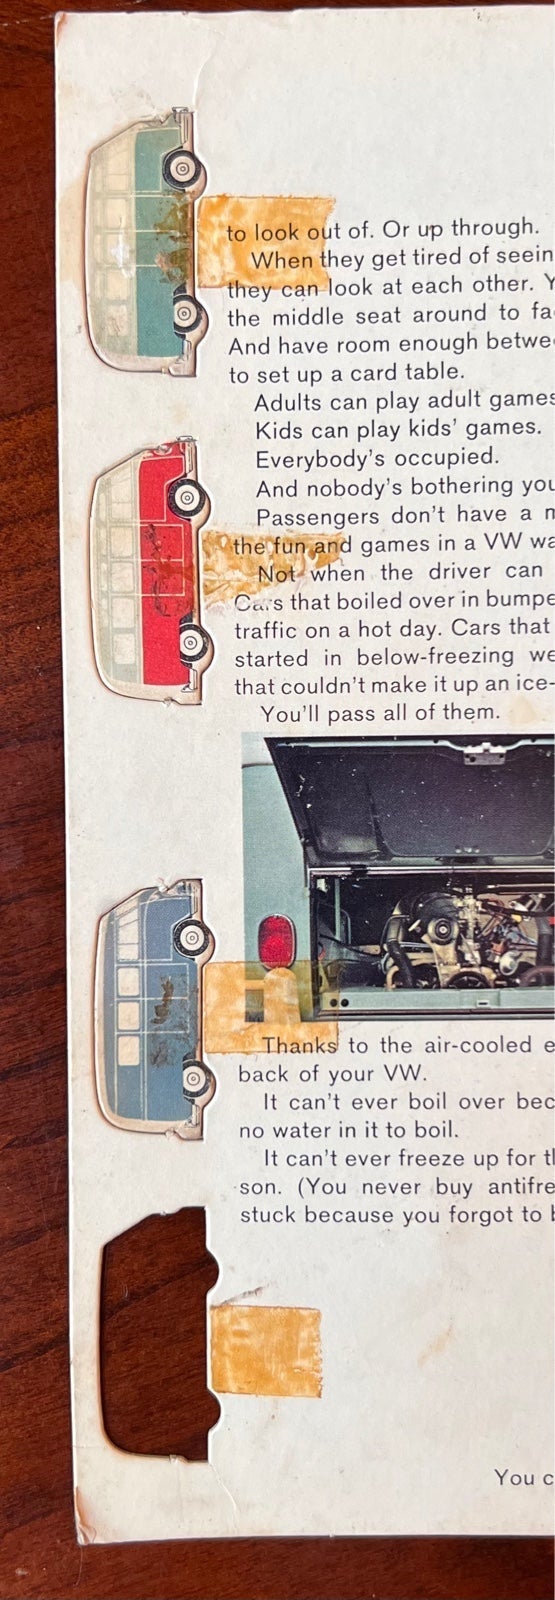 to look out of. Or up through.
When they get tired of seein
they can look at each other. Y
the middle seat around to fa
And have room enough betwe
to set up a card table.
Adults can play adult games
Kids can play kids' games.
Everybody's occupied.
And nobody's bothering you
Passengers don't have a m
the fun and games in a VW wa
Not when the driver can
Cars that boiled over in bumpe
traffic on a hot day. Cars that
started in below-freezing we
that couldn't make it up an ice-
You'll pass all of them.
Thanks to the air-cooled e
back of your VW.
It can't ever boil over bec
no water in it to boil.
It can't ever freeze up for th
son. (You never buy antifre
stuck because you forgot to b
You c